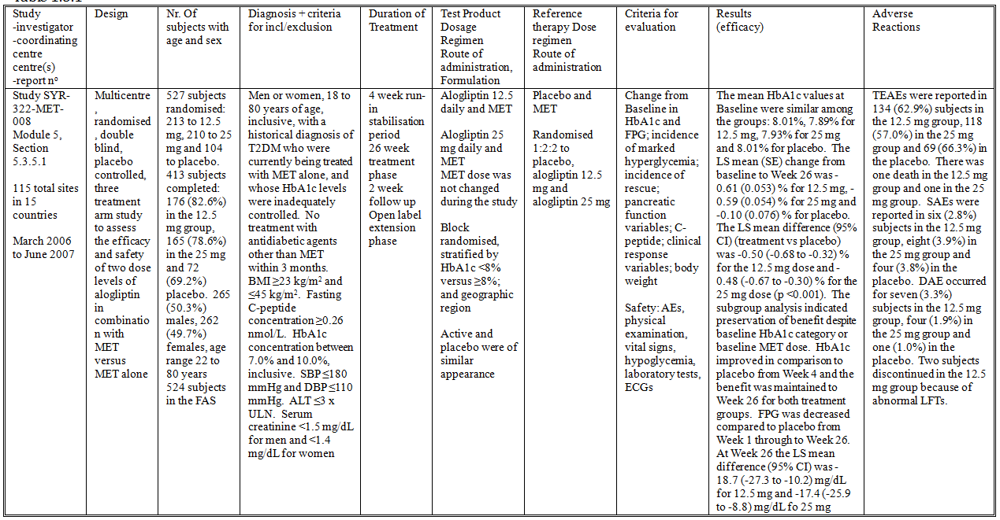 Study
-investigator
-coordinating
centre
centre(s)
-report nº
Design
Nr. Of
subjects with
age and sex
Diagnosis + criteria
for incl/exclusion
Duration of
Treatment
Test Product
Dosage
Regimen
Route of
administration,
Formulation
Reference
therapy Dose
regimen
Route of
administration
Criteria for
evaluation
Results
(efficacy)
Adverse
Reactions
Study SYR-
322-MET-
008
Module 5,
Section
5.3.5.1
115 total sites
in 15
countries
March 2006
to June 2007
Multicentre
,
randomised
, double
blind,
placebo
controlled,
three
treatment
arm study
to assess
the efficacy
and safety
of two dose
levels of
alogliptin
in
combinatio
n with
MET
versus
MET alone
527 subjects
randomised:
213 to 12.5
mg, 210 to 25
mg and 104
to placebo.
413 subjects
completed:
176 (82.6%)
in the 12.5
mg group,
165 (78.6%)
in the 25 mg
and 72
(69.2%)
placebo. 265
(50.3%)
males, 262
(49.7%)
females, age
range 22 to
80 years
524 subjects
in the FAS
Men or women, 18 to
80 years of age,
inclusive, with a
historical diagnosis of
T2DM who were
currently being treated
with MET alone, and
whose HbA1c levels
were inadequately
controlled. No
treatment with
antidiabetic agents
other than MET
within 3 months.
BMI ≥23 kg/m² and
≤45 kg/m². Fasting
C-peptide
concentration ≥0.26
nmol/L. HbA1c
concentration between
7.0% and 10.0%,
inclusive. SBP ≤180
mmHg and DBP ≤110
mmHg. ALT ≤3 x
ULN. Serum
creatinine <1.5 mg/dL
for men and <1.4
mg/dL for women
4 week run-
in
stabilisation
period
26 week
treatment
phase
2 week
follow up
Open label
extension
phase
Alogliptin 12.5
daily and MET
Alogliptin 25
mg daily and
MET
MET dose was
not changed
during the study
Block
randomised,
stratified by
HbA1c <8%
versus ≥8%;
and geographic
region
Active and
placebo were of
similar
appearance
Placebo and
MET
Randomised
1:2:2 to
placebo,
alogliptin 12.5
mg and
alogliptin 25 mg
Change from
Baseline in
HbA1c and
FPG; incidence
of marked
hyperglycemia;
incidence of
rescue;
pancreatic
function
variables; C-
peptide; clinical
response
variables; body
weight
Safety: AEs,
physical
examination,
vital signs,
hypoglycemia,
laboratory tests,
ECGs
The mean HbA1c values at
Baseline were similar among
the groups: 8.01%, 7.89% for
12.5 mg, 7.93% for 25 mg
and 8.01% for placebo. The
LS mean (SE) change from
baseline to Week 26 was -
0.61 (0.053) % for 12.5 mg, -
0.59 (0.054) % for 25 mg and
-0.10 (0.076) % for placebo.
The LS mean difference (95%
CI) (treatment vs placebo)
was -0.50 (-0.68 to -0.32) %
for the 12.5 mg dose and -
0.48 (-0.67 to -0.30) % for the
25 mg dose (p <0.001). The
subgroup analysis indicated
preservation of benefit despite
baseline HbA1c category or
baseline MET dose. HbA1c
improved in comparison to
placebo from Week 4 and the
benefit was maintained to
Week 26 for both treatment
groups. FPG was decreased
compared to placebo from
Week 1 through to Week 26.
At Week 26 the LS mean
difference (95% CI) was -
18.7 (-27.3 to -10.2) mg/dL
for 12.5 mg and -17.4 (-25.9
to -8.8) mg/dL fo 25 mg
TEAEs were reported in
134 (62.9%) subjects in
the 12.5 mg group, 118
(57.0%) in the 25 mg
group and 69 (66.3%) in
the placebo. There was
one death in the 12.5 mg
group and one in the 25
mg group. SAEs were
reported in six (2.8%)
subjects in the 12.5 mg
group, eight (3.9%) in
the 25 mg group and
four (3.8%) in the
placebo. DAE occurred
for seven (3.3%)
subjects in the 12.5 mg
group, four (1.9%) in
the 25 mg group and
one (1.0%) in the
placebo. Two subjects
discontinued in the 12.5
mg group because of
abnormal LFTs.